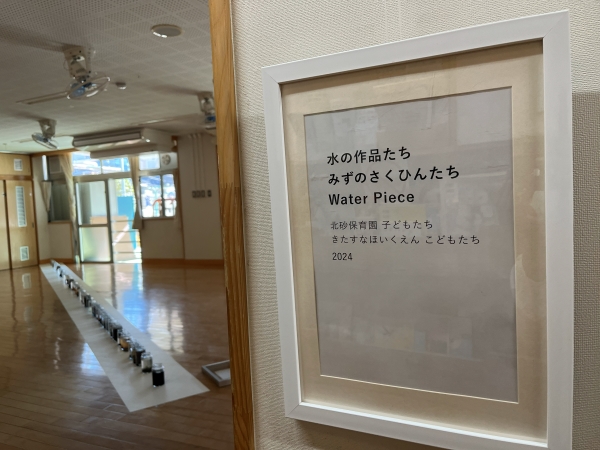 水の作品たち
みずのさくひんたち
Water Piece
北砂保育園 子どもたち
きたすなほいくえん こどもたち
2024